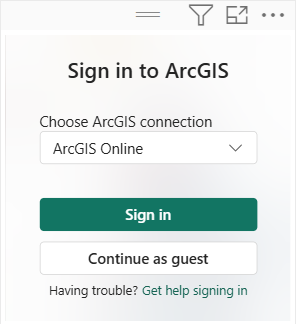 Sign in to ArcGIS
Choose ArcGIS connection
ArcGIS Online
Sign in
Continue as guest
Having trouble? Get help signing in